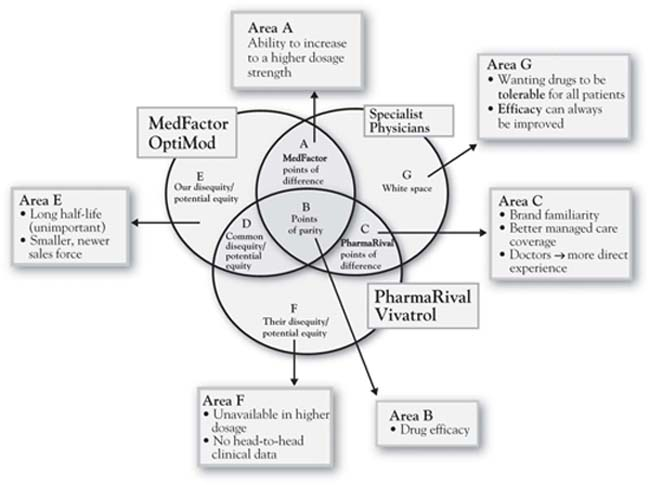 Area A
Ability to increase
to a higher dosage
strength
Area G
• Wanting drugs to be
tolerable for all patients
• Efficacy can always
be improved
MedFactor
OptiMod
Specialist
Physicians
A
MedFactor
points of
difference
E
Our disequity/
potential equity
G
White space
Area E
• Long half-life
(unimportant)
• Smaller, newer
sales force
B
Points
of parity
D
Common
disequity/
potential
equity
C
PharmaRival
points of
difference
Area C
• Brand familiarity
• Better managed care
coverage
• Doctors → more direct
experience
PharmaRival
Vivatrol
F
Their disequity/
potential equity
Area F
• Unavailable in higher
dosage
• No head-to-head
clinical data
Area B
• Drug efficacy